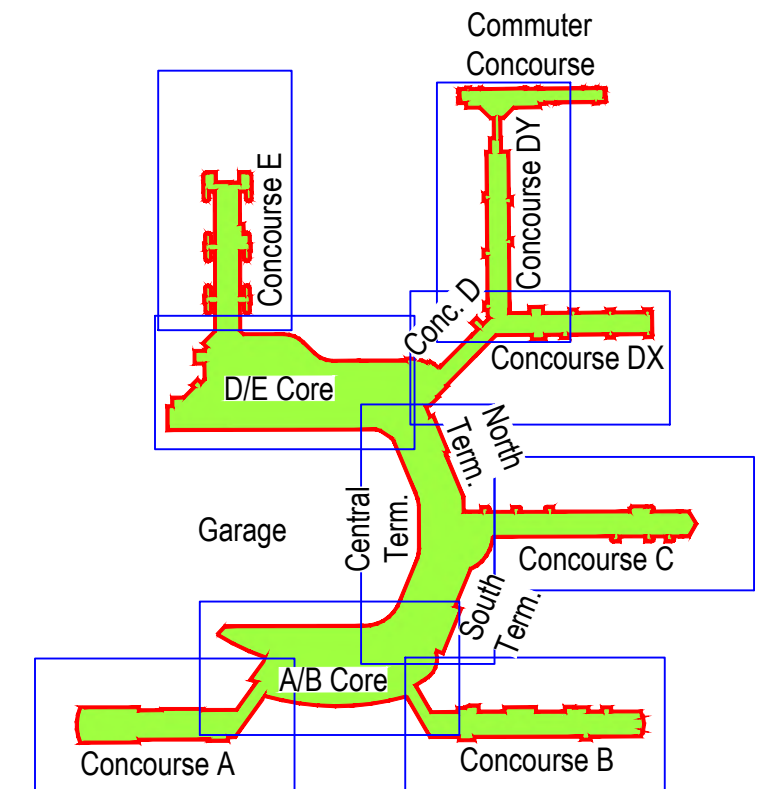 Commuter
Concourse
Concourse E
Concourse DY
Conc. D
Concourse DX
D/E Core
North
Term.
Central
Term.
Garage
Concourse C
South
Term.
A/B Core
Concourse A
Concourse B